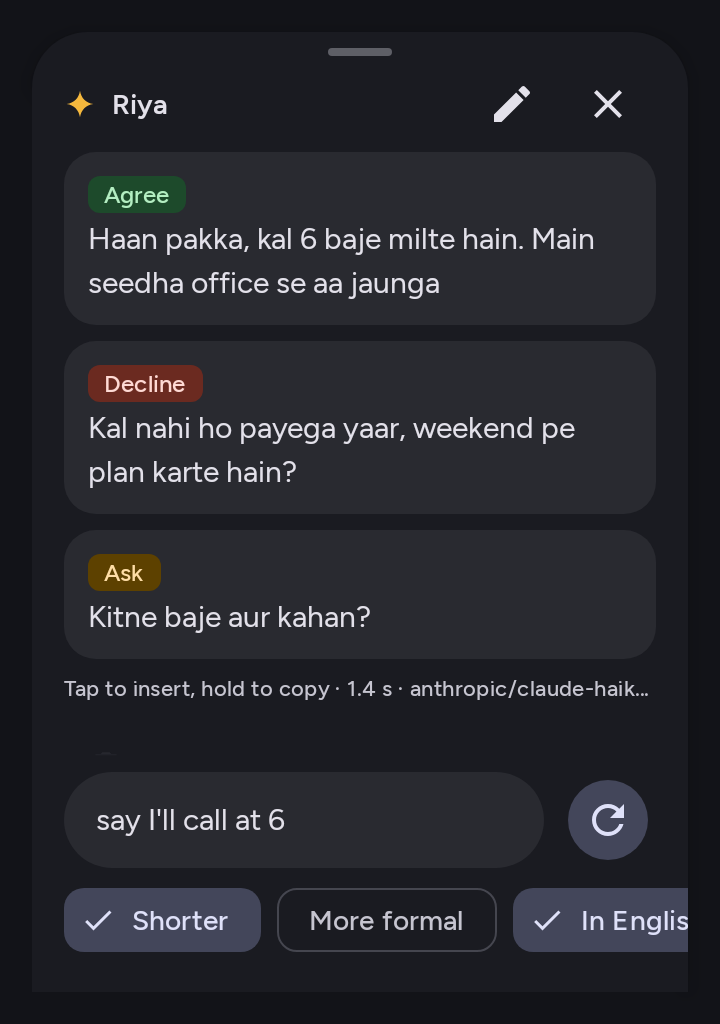 Riya
Agree
Haan pakka, kal 6 baje milte hain. Main
seedha office se aa jaunga
Decline
Kal nahi ho payega yaar, weekend pe
plan karte hain?
Ask
Kitne baje aur kahan?
Tap to insert, hold to copy · 1.4 s · anthropic/claude-haik…
say I'll call at 6
Shorter
More formal
In Englis